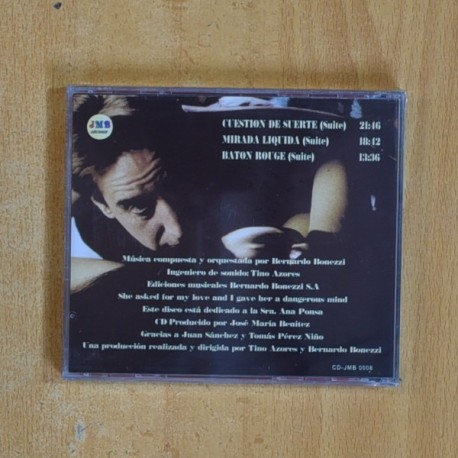 JMB
ediciones
CUESTION DE SUERTE (Suite) 21:46
MIRADA LIQUIDA (Suite) 18:42
BATON ROUGE (Suite) 13:36
Música compuesta y orquestada por Bernardo Bonezzi
Ingeniero de sonido: Tino Azores
Ediciones musicales Bernardo Bonezzi S.A
She asked for my love and I gave her a dangerous mind
Este disco está dedicado a la Sra. Ana Ponsa
CD Producido por José María Benitez
Gracias a Juan Sánchez y Tomás Pérez Niño
Una producción realizada y dirigida por Tino Azores y Bernardo Bonezzi
CD-JMB 0006